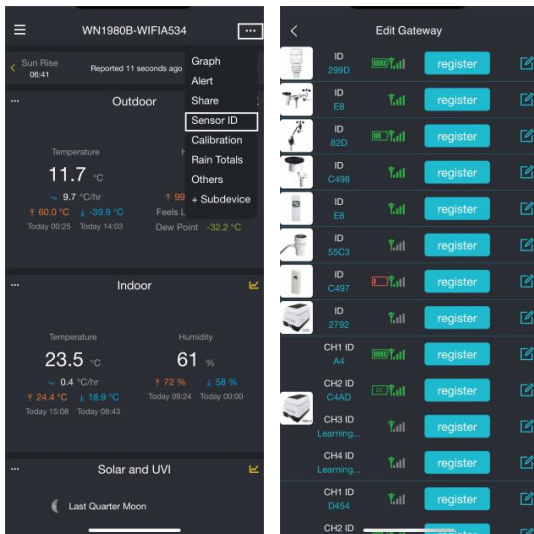 WN1980B-WIFIA534
...
< Sun Rise
06:41
Reported 11 seconds ago
Graph
Alert
Share
Sensor ID
Calibration
Rain Totals
Others
+ Subdevice
... Outdoor
Temperature
11.7 °C
9.7 °C/hr
60.0 °C -39.9 °C
Today 00:25 Today 14:03
H
99
Feels L
Dew Point -32.2 °C
... Indoor
Temperature Humidity
23.5 °C 61 %
0.4 °C/hr 72 % 58 %
24.4 °C 18.9 °C Today 09:24 Today 00:00
Today 15:08 Today 08:43
... Solar and UVI
Last Quarter Moon
< Edit Gateway
ID
299D register
ID
E8 register
ID
82D register
ID
C498 register
ID
E8 register
ID
55C3 register
ID
C497 register
ID
2792 register
CH1 ID
A4 register
CH2 ID
C4AD DC register
CH3 ID
Learning... register
CH4 ID
Learning... register
CH1 ID
D454 register
CH2 ID